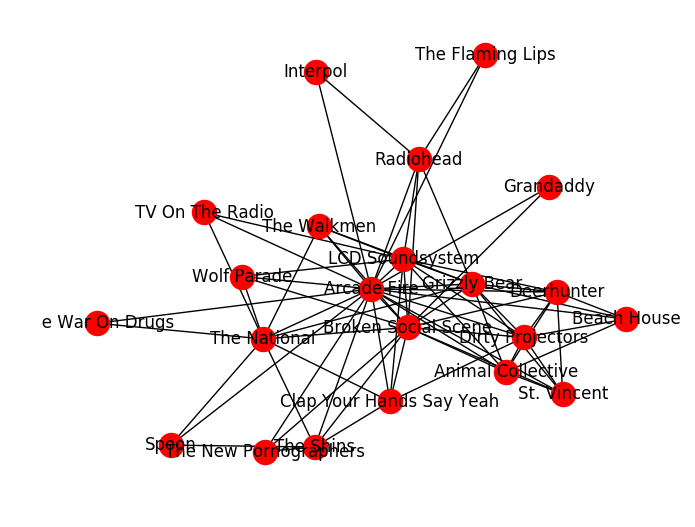 The Flaming Lips
Interpol
Radiohead
Grandaddy
TV On The Radio
The Walkmen
LCD Soundsystem
Wolf Parade
Arcade Fire
Grizzly Bear
Deerhunter
Beach House
e War On Drugs
Broken Social Scene
The National
Dirty Projectors
Animal Collective
St. Vincent
Clap Your Hands Say Yeah
Spoon
The New Pornographers
The Shins